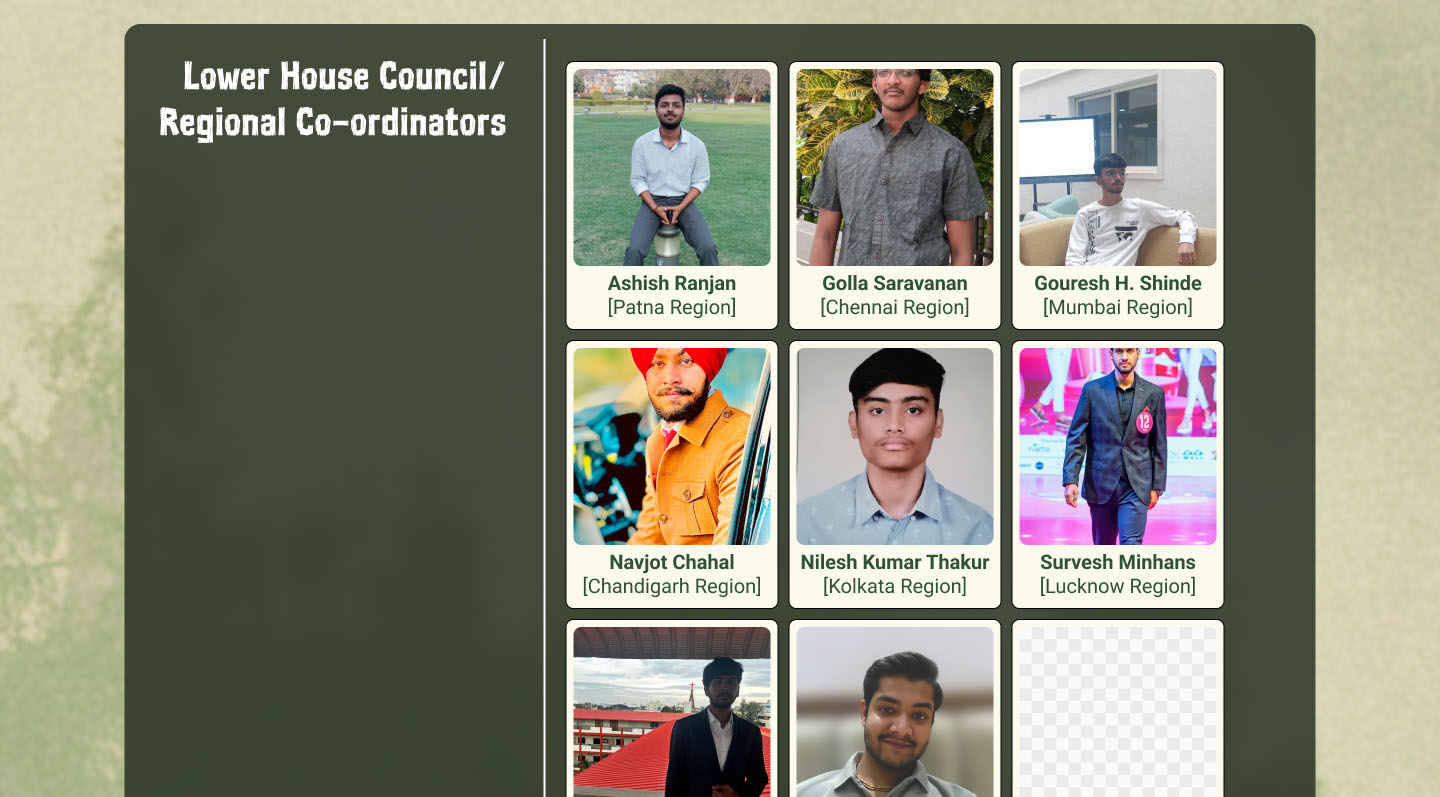 Lower House Council/
Regional Co-ordinators
Ashish Ranjan
[Patna Region]
Golla Saravanan
[Chennai Region]
Gouresh H. Shinde
[Mumbai Region]
12
Navjot Chahal
[Chandigarh Region]
Nilesh Kumar Thakur
[Kolkata Region]
Survesh Minhans
[Lucknow Region]